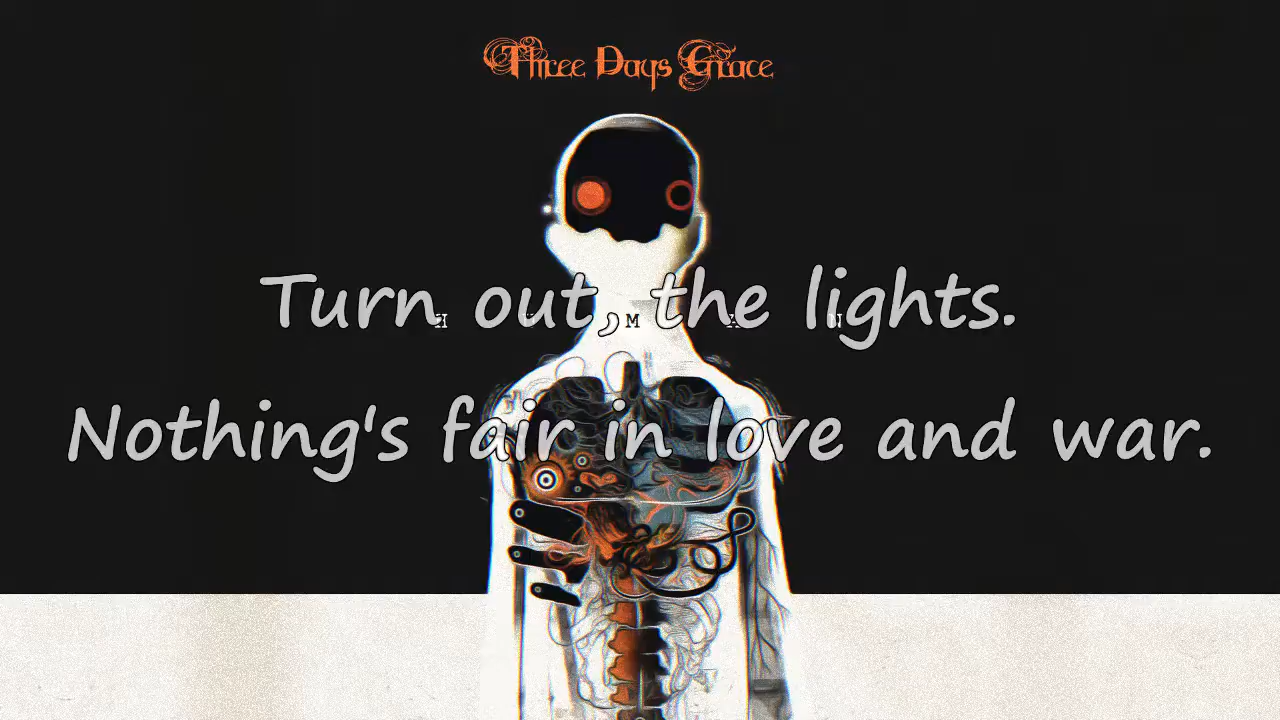 Three Days Grace
Turn out, the lights.
H U M A N
Nothing's fair in love and war.